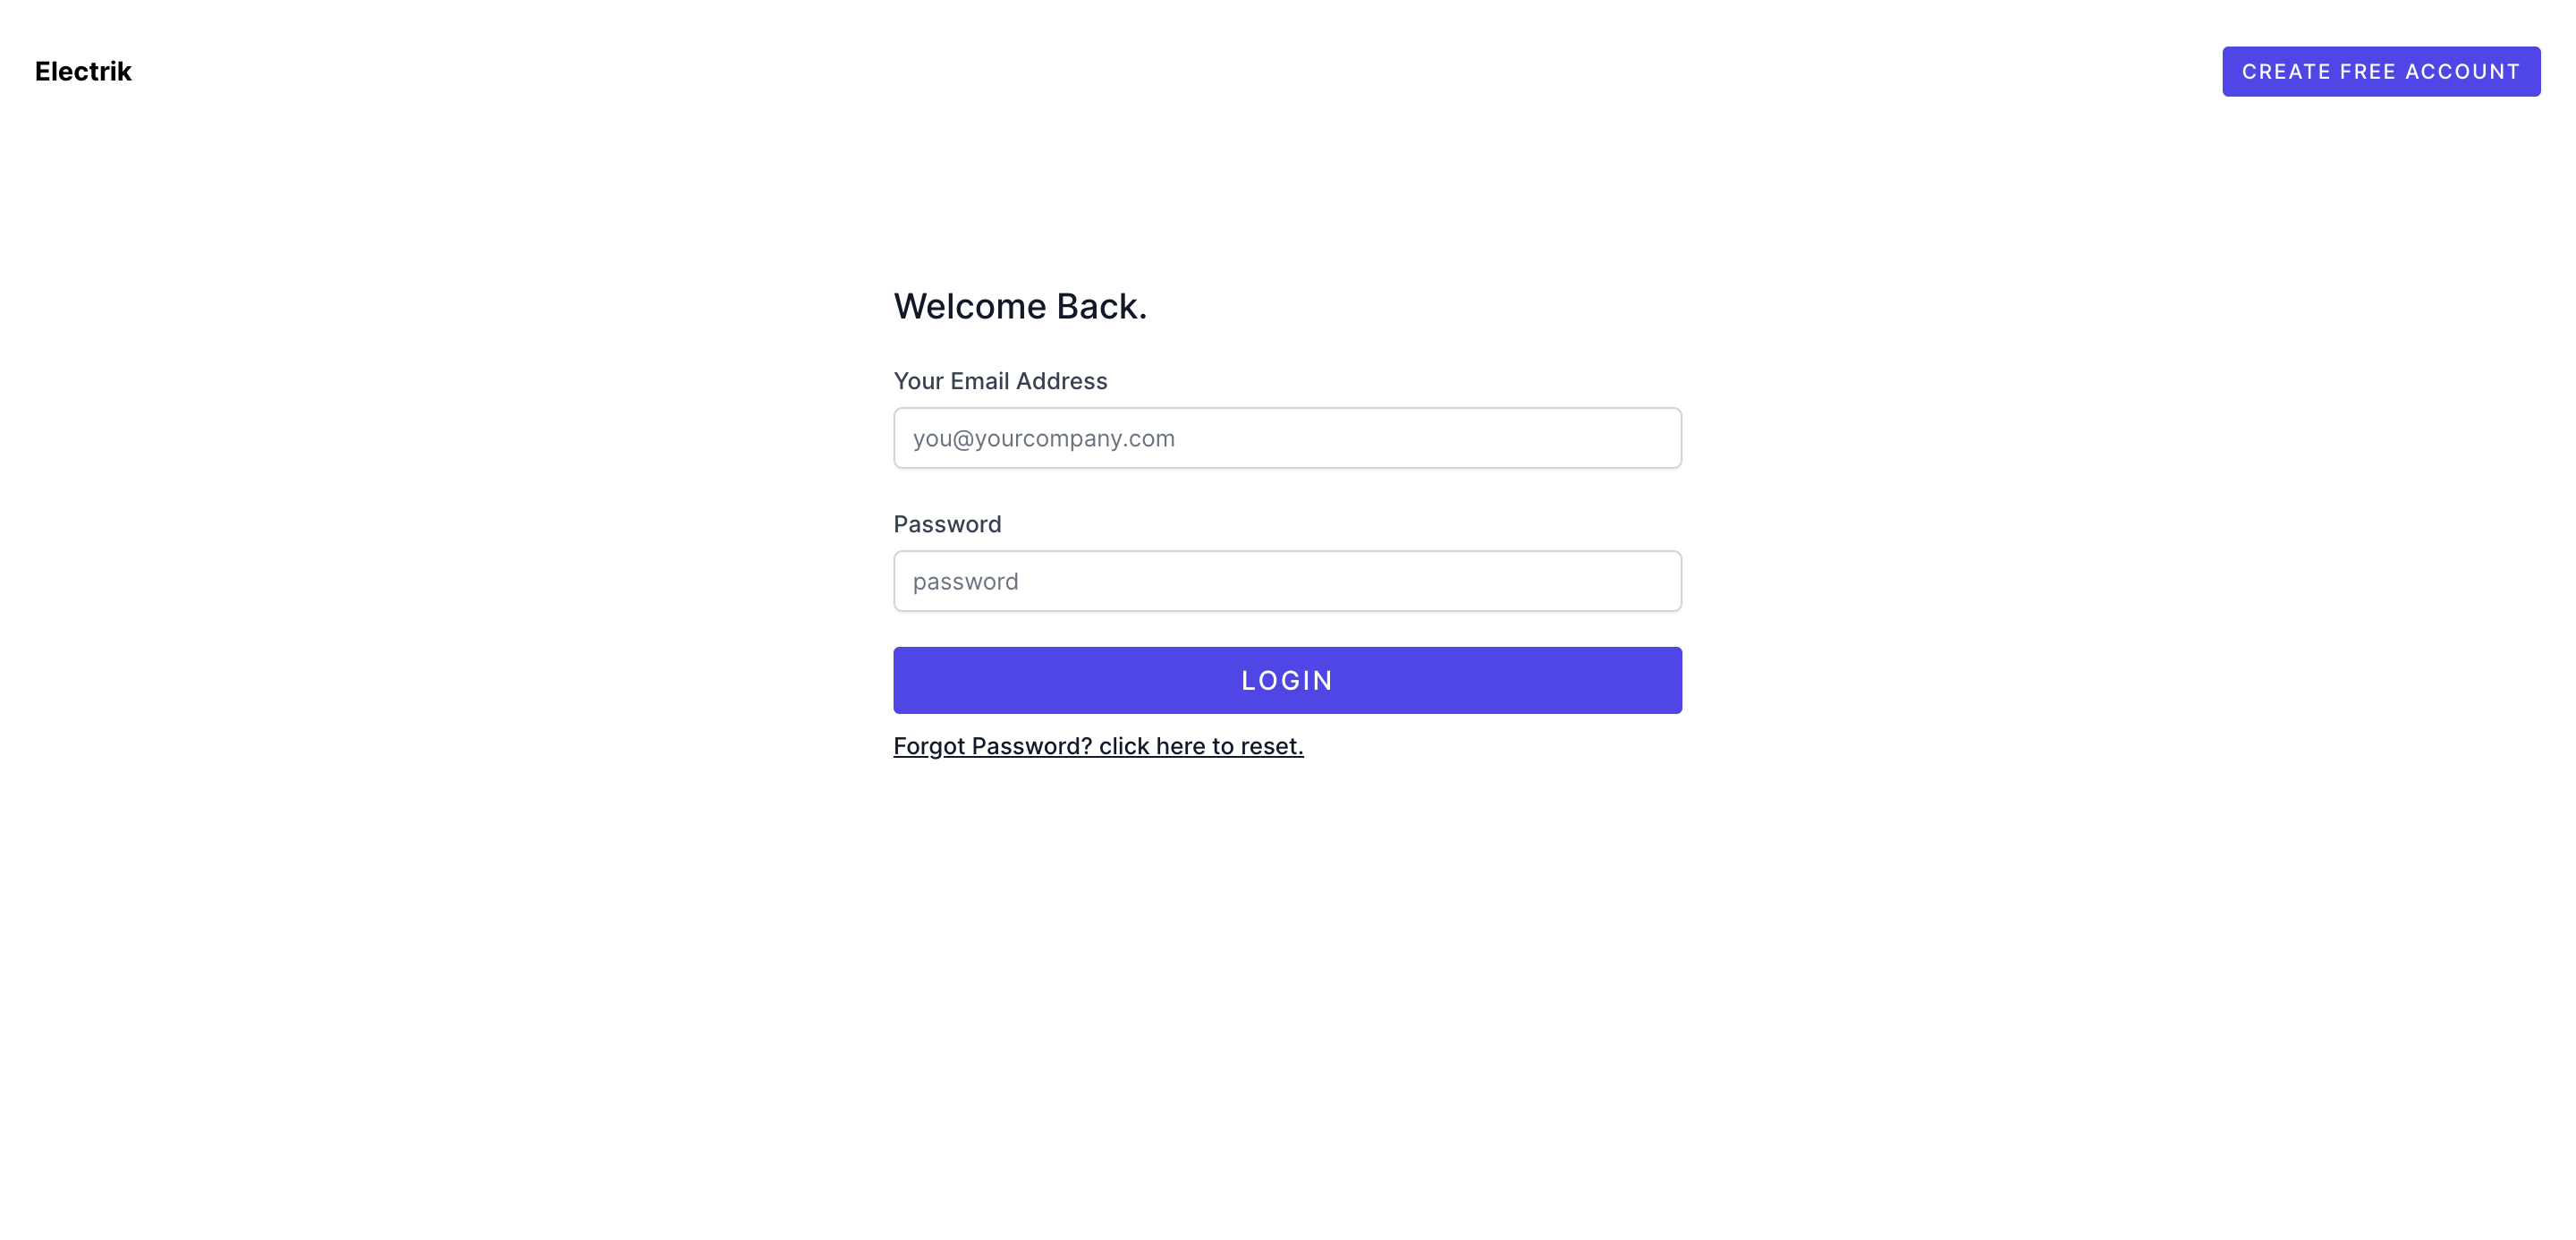 Electrik
CREATE FREE ACCOUNT
Welcome Back.
Your Email Address
you@yourcompany.com
Password
password
LOGIN
Forgot Password? click here to reset.